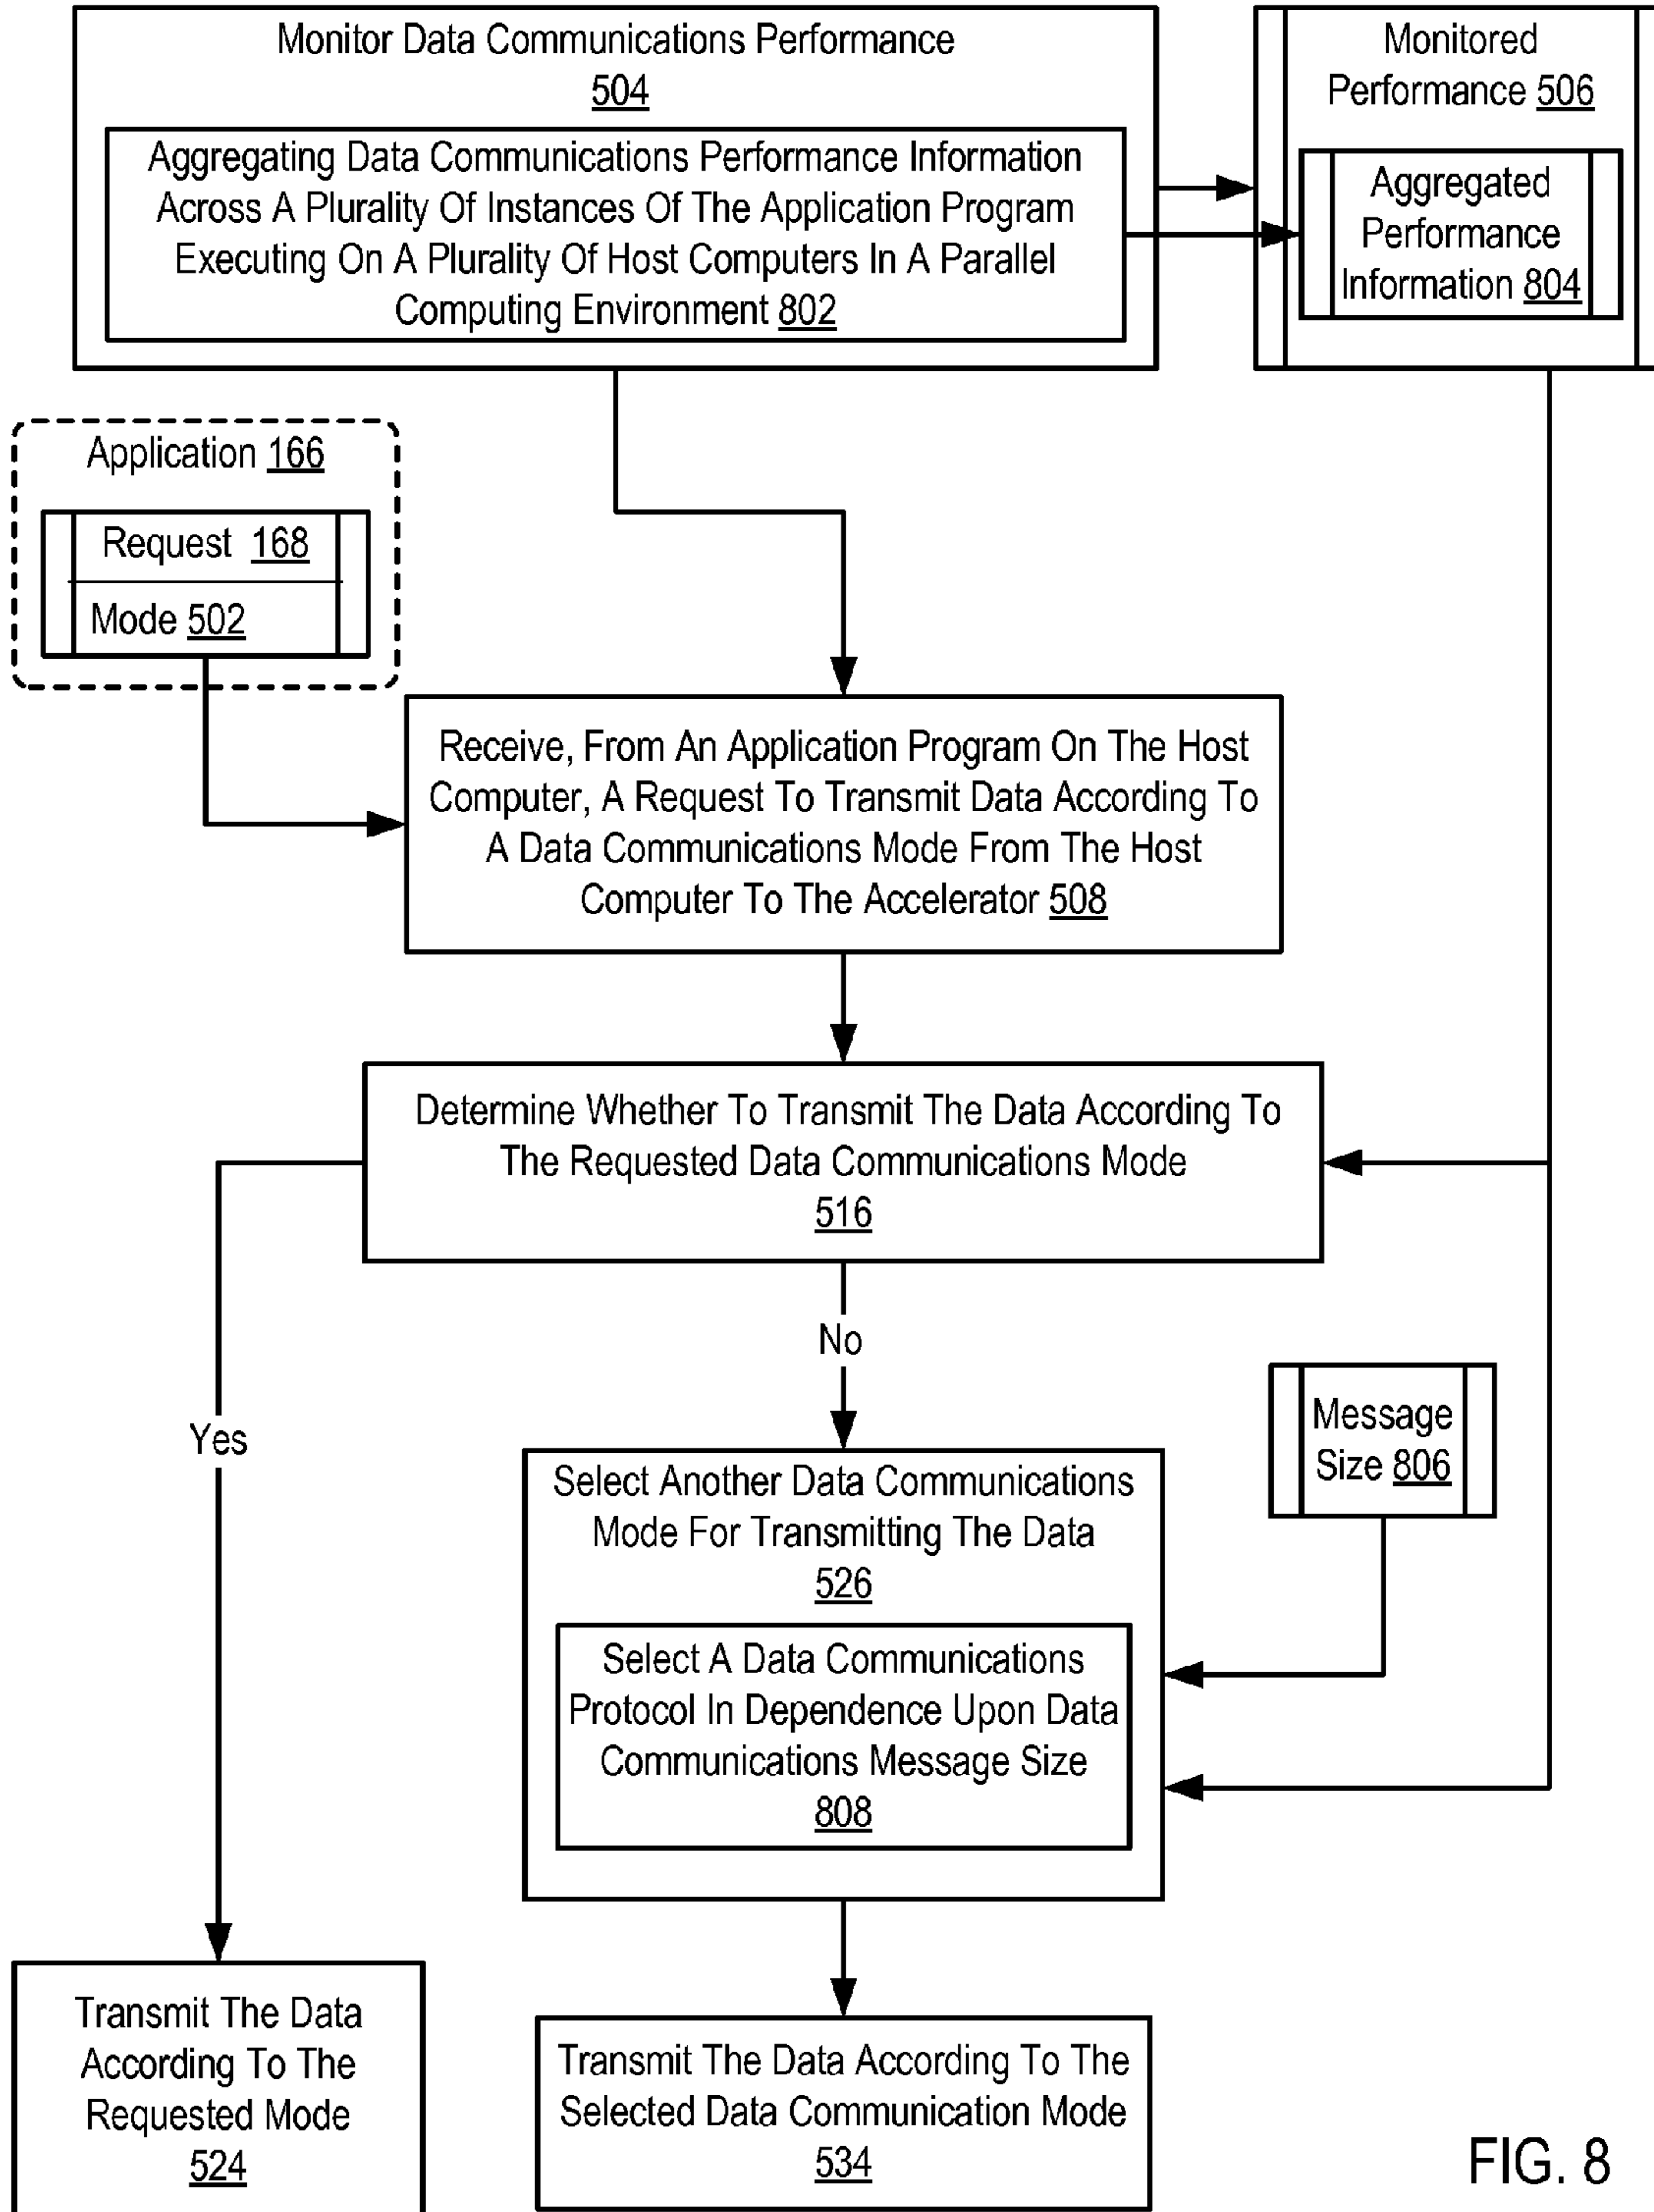 Monitor Data Communications Performance
504
Aggregating Data Communications Performance Information
Across A Plurality Of Instances Of The Application Program
Executing On A Plurality Of Host Computers In A Parallel
Computing Environment 802
Monitored
Performance 506
Aggregated
Performance
Information 804
Application 166
Request 168
Mode 502
Receive, From An Application Program On The Host
Computer, A Request To Transmit Data According To
A Data Communications Mode From The Host
Computer To The Accelerator 508
Determine Whether To Transmit The Data According To
The Requested Data Communications Mode
516
No
Yes
Message
Size 806
Select Another Data Communications
Mode For Transmitting The Data
526
Select A Data Communications
Protocol In Dependence Upon Data
Communications Message Size
808
Transmit The Data
According To The
Requested Mode
524
Transmit The Data According To The
Selected Data Communication Mode
534
FIG. 8